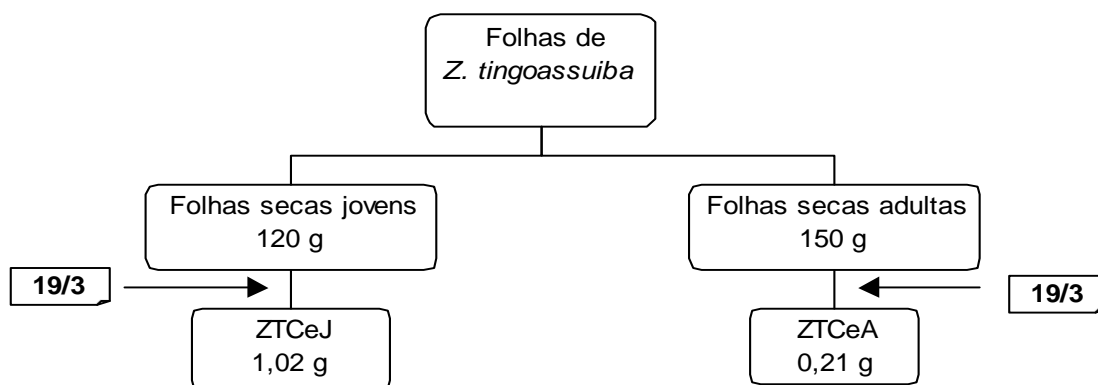 Folhas de
Z. tingoassuiba
Folhas secas jovens
120 g
Folhas secas adultas
150 g
19/3
19/3
ZTCeJ
1,02 g
ZTCeA
0,21 g